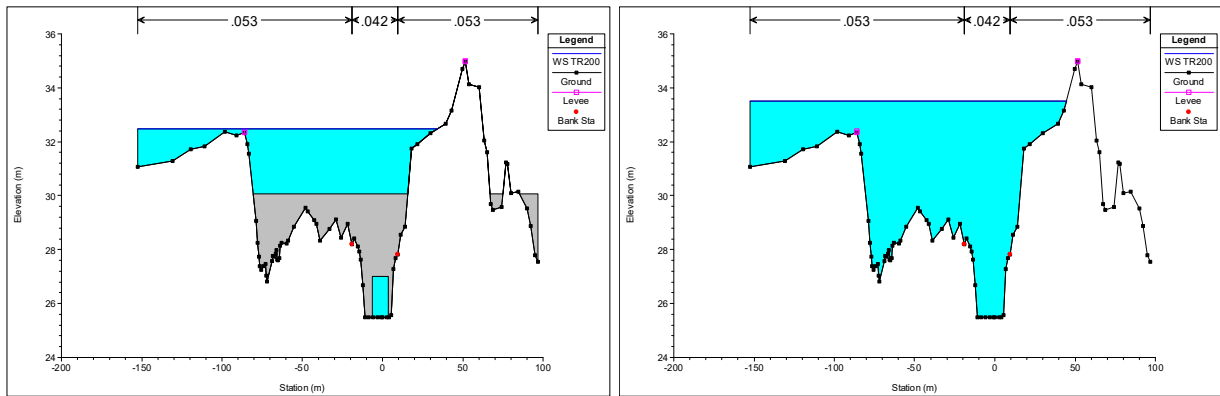 .053 .042 .053
36
34
32
30
28
26
24
-200 -150 -100 -50 0 50 100
Elevation (m)
Station (m)
Legend
WS TR200
Ground
Levee
Bank Sta
.053 .042 .053
36
34
32
30
28
26
24
-200 -150 -100 -50 0 50 100
Elevation (m)
Station (m)
Legend
WS TR200
Ground
Levee
Bank Sta